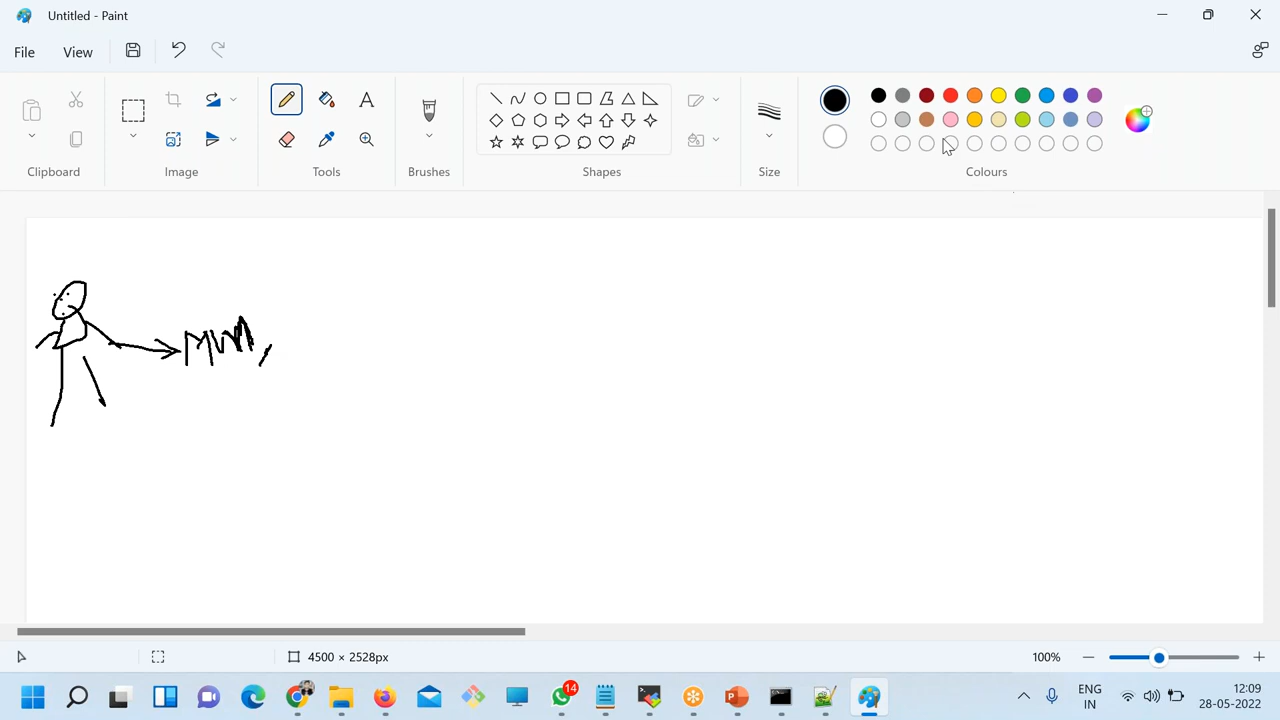 Untitled - Paint
File View
Clipboard Image Tools Brushes Shapes Size Colours
4500 × 2528px 100%
14
ENG
IN
12:09
28-05-2022